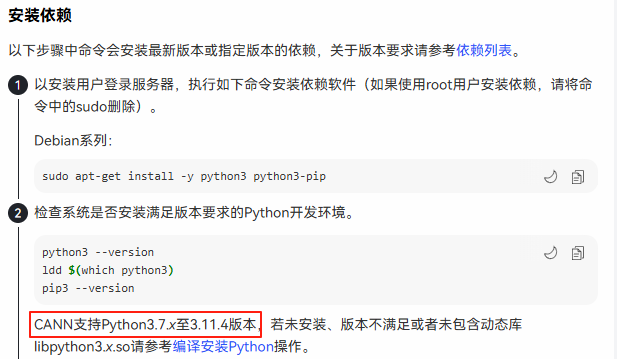 安装依赖
以下步骤中命令会安装最新版本或指定版本的依赖，关于版本要求请参考依赖列表。
1 以安装用户登录服务器，执行如下命令安装依赖软件（如果使用root用户安装依赖，请将命
令中的sudo删除）。
Debian系列：
sudo apt-get install -y python3 python3-pip
2 检查系统是否安装满足版本要求的Python开发环境。
python3 --version
ldd $(which python3)
pip3 --version
CANN支持Python3.7.x至3.11.4版本，若未安装、版本不满足或者未包含动态库
libpython3.x.so请参考编译安装Python操作。